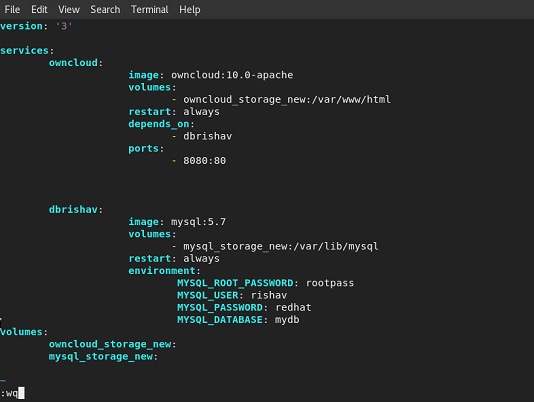 File Edit View Search Terminal Help
version: '3'
services:
owncloud:
image: owncloud:10.0-apache
volumes:
- owncloud_storage_new:/var/www/html
restart: always
depends_on:
- dbrishav
ports:
- 8080:80
dbrishav:
image: mysql:5.7
volumes:
- mysql_storage_new:/var/lib/mysql
restart: always
environment:
MYSQL_ROOT_PASSWORD: rootpass
MYSQL_USER: rishav
MYSQL_PASSWORD: redhat
MYSQL_DATABASE: mydb
volumes:
owncloud_storage_new:
mysql_storage_new:
~
:wq